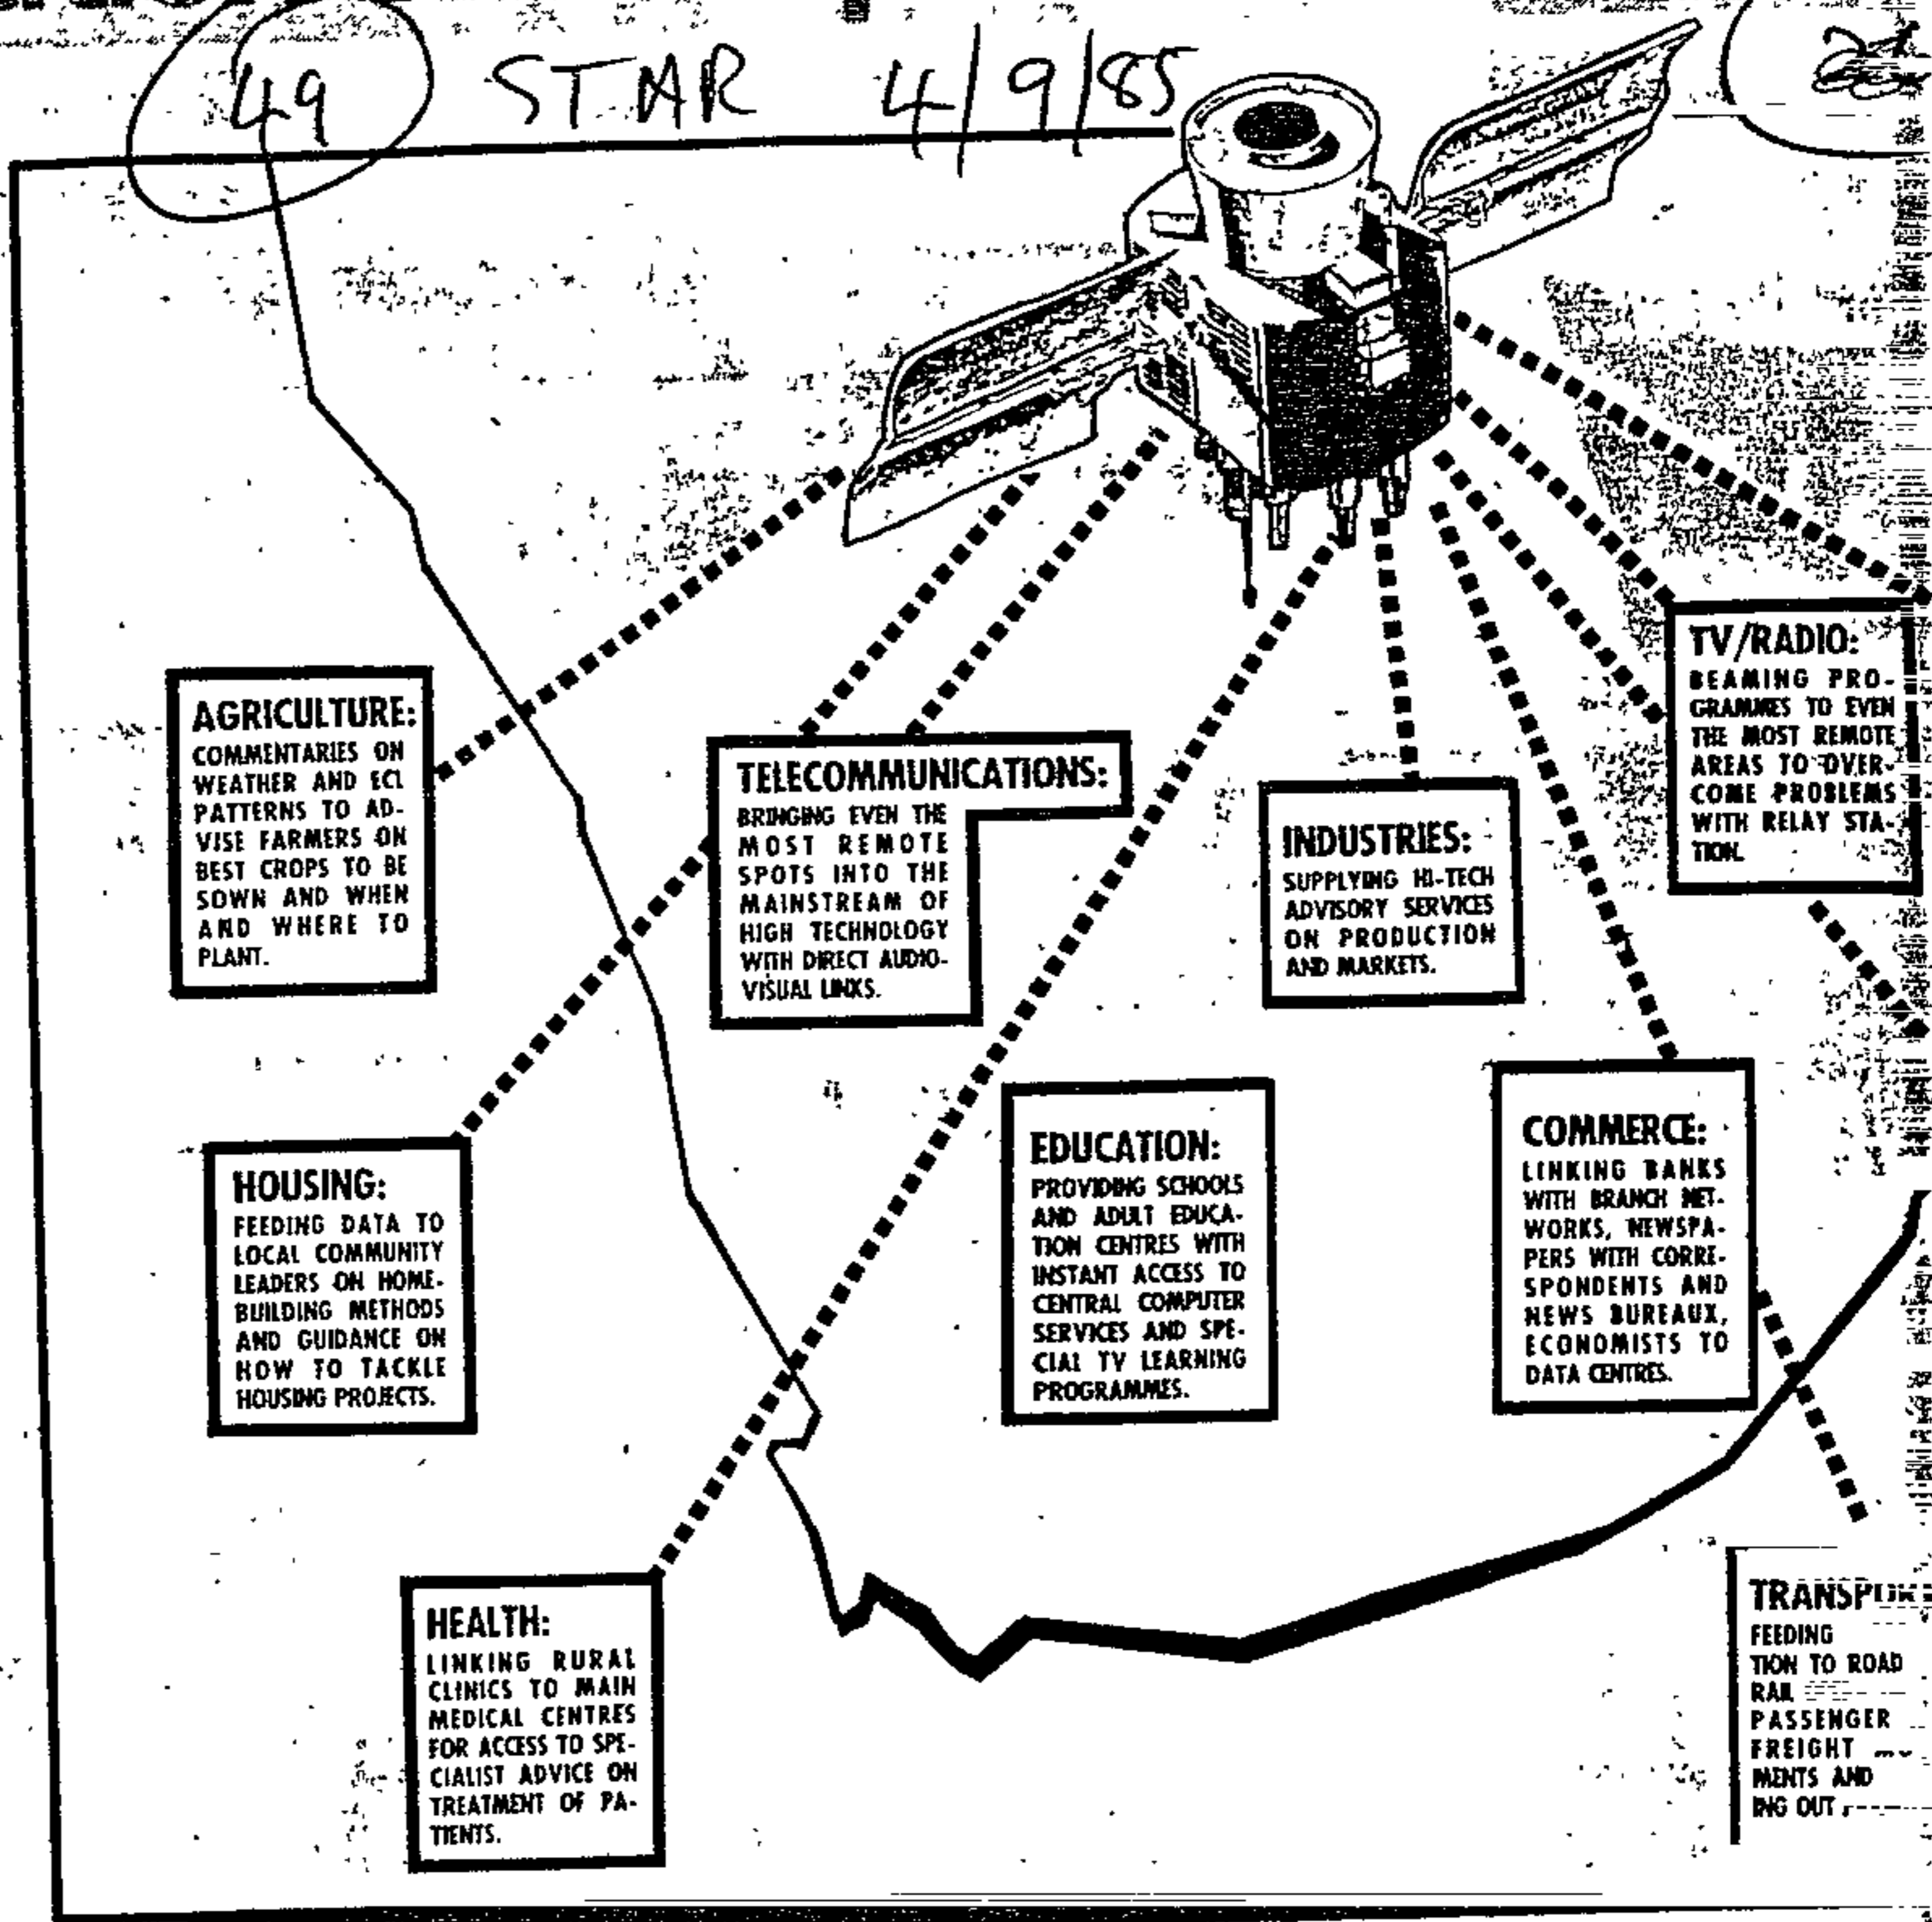 49
STAR 4/9/85
AGRICULTURE:
COMMENTARIES ON
WEATHER AND ECL
PATTERNS TO AD-
VISE FARMERS ON
BEST CROPS TO BE
SOWN AND WHEN
AND WHERE TO
PLANT.
TELECOMMUNICATIONS:
BRINGING EVEN THE
MOST REMOTE
SPOTS INTO THE
MAINSTREAM OF
HIGH TECHNOLOGY
WITH DIRECT AUDIO-
VISUAL LINKS.
INDUSTRIES:
SUPPLYING HI-TECH
ADVISORY SERVICES
ON PRODUCTION
AND MARKETS.
TV/RADIO:
BEAMING PRO-
GRAMMES TO EVEN
THE MOST REMOTE
AREAS TO OVER-
COME PROBLEMS
WITH RELAY STA-
TION.
HOUSING:
FEEDING DATA TO
LOCAL COMMUNITY
LEADERS ON HOME-
BUILDING METHODS
AND GUIDANCE ON
HOW TO TACKLE
HOUSING PROJECTS.
EDUCATION:
PROVIDING SCHOOLS
AND ADULT EDUCA-
TION CENTRES WITH
INSTANT ACCESS TO
CENTRAL COMPUTER
SERVICES AND SPE-
CIAL TV LEARNING
PROGRAMMES.
COMMERCE:
LINKING BANKS
WITH BRANCH NET-
WORKS, NEWSPA-
PERS WITH CORRE-
SPONDENTS AND
NEWS BUREAUX,
ECONOMISTS TO
DATA CENTRES.
HEALTH:
LINKING RURAL
CLINICS TO MAIN
MEDICAL CENTRES
FOR ACCESS TO SPE-
CIALIST ADVICE ON
TREATMENT OF PA-
TIENTS.
FEEDING
TION TO ROAD
RAIL
PASSENGER
FREIGHT
MENTS AND
ING OUT